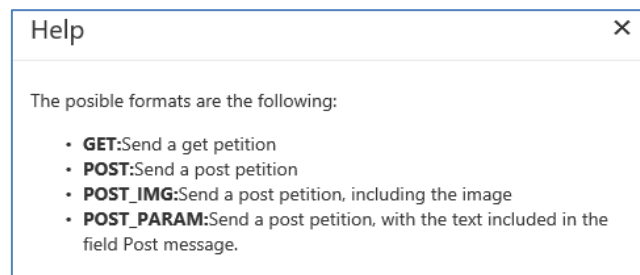 Help
The posible formats are the following:
• GET:Send a get petition
• POST:Send a post petition
• POST_IMG:Send a post petition, including the image
• POST_PARAM:Send a post petition, with the text included in the
field Post message.